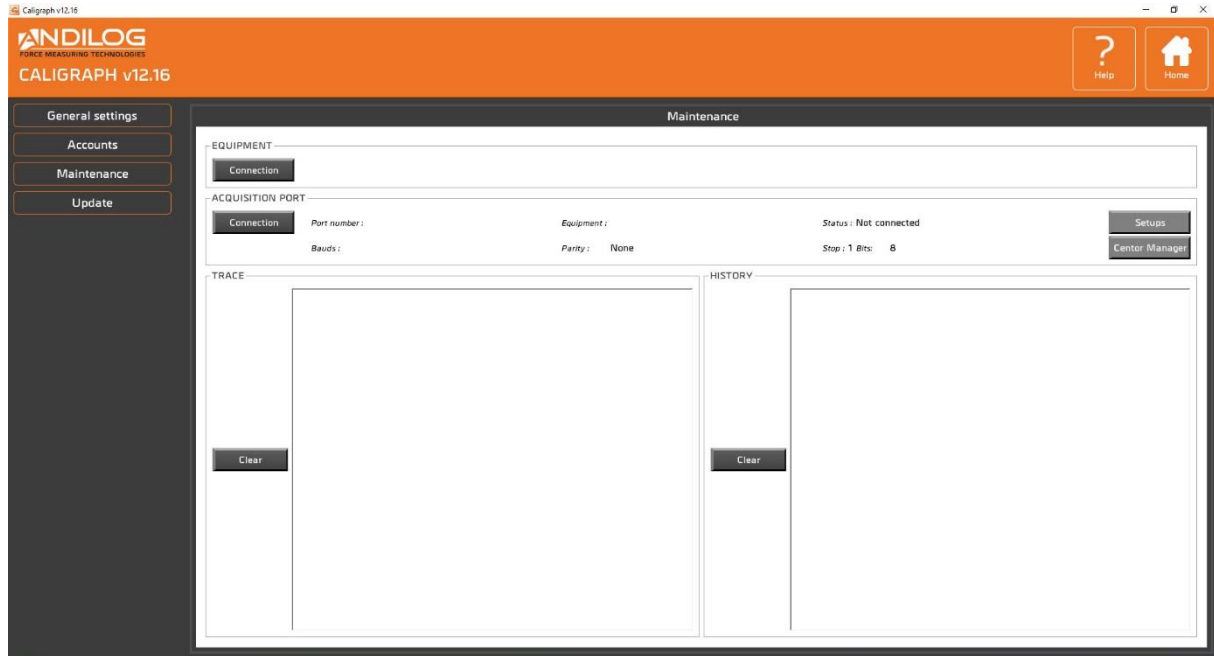 Caligraph v12.16
ANDILOG
FORCE MEASURING TECHNOLOGIES
CALIGRAPH v12.16
?
Help
Home
General settings
Accounts
Maintenance
Update
Maintenance
EQUIPMENT
Connection
ACQUISITION PORT
Connection
Port number :
Equipment :
Status : Not connected
Setups
Bauds :
Parity : None
Stop : 1 Bits: 8
Centor Manager
TRACE
Clear
HISTORY
Clear